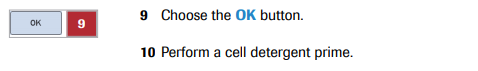 OK 9
9 Choose the OK button.
10 Perform a cell detergent prime.